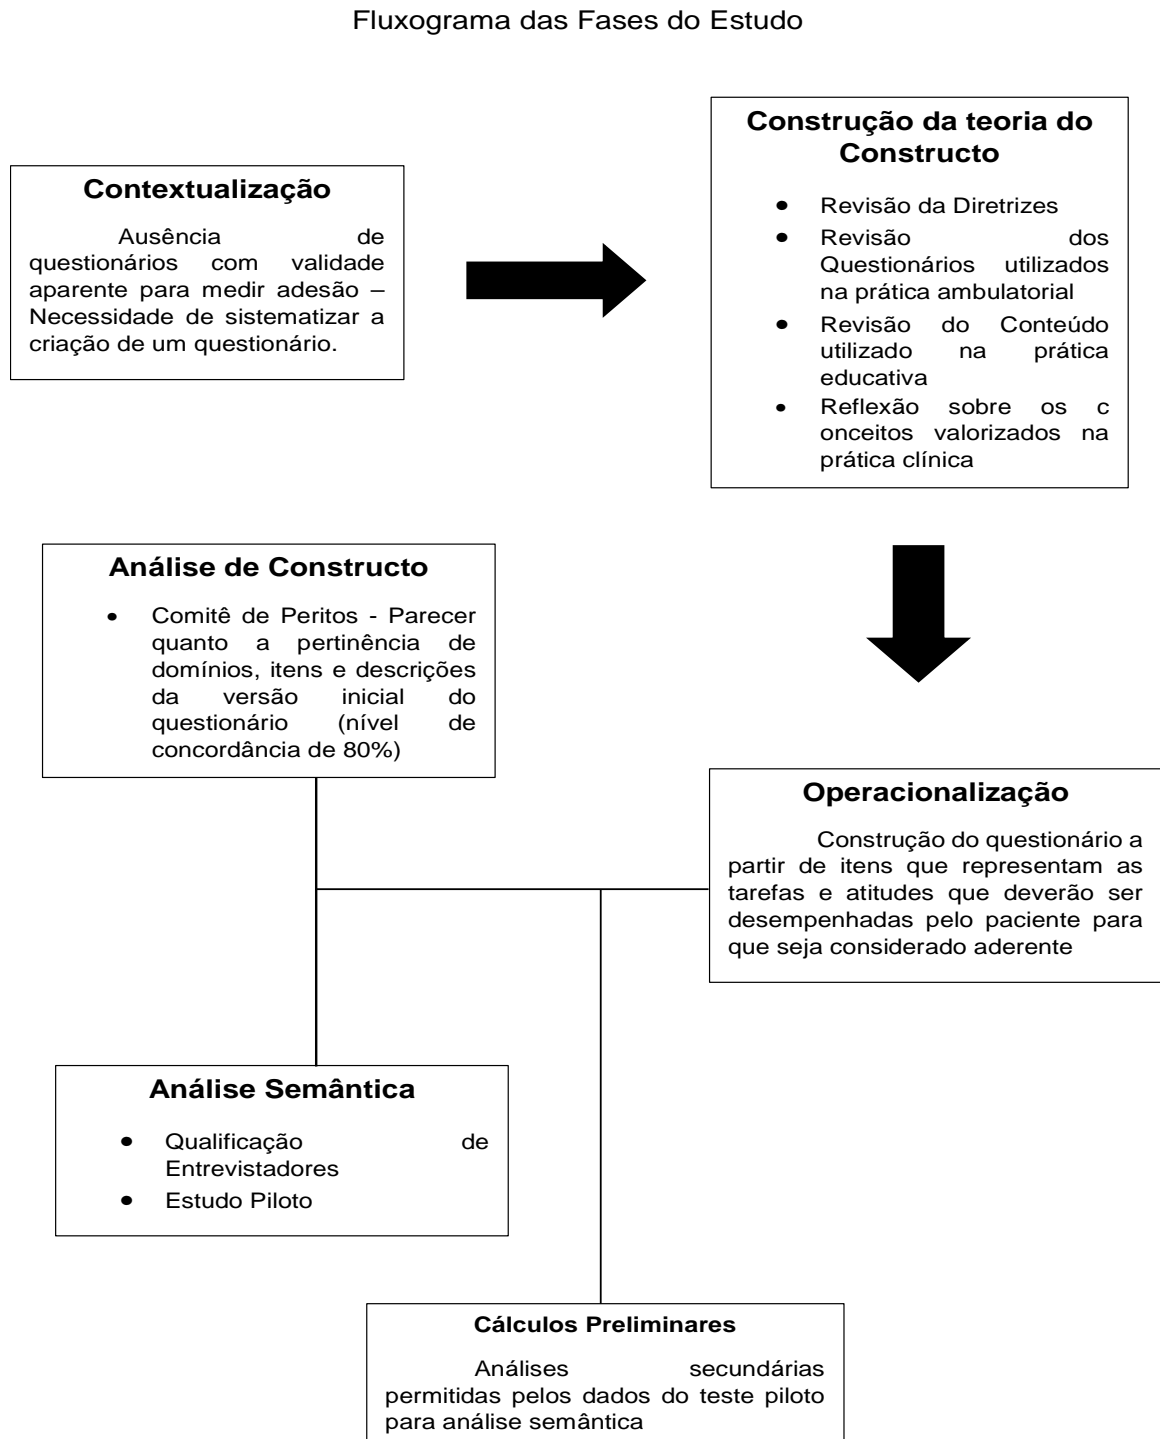 Fluxograma das Fases do Estudo
Contextualização
Ausência de
questionários com validade
aparente para medir adesão –
Necessidade de sistematizar a
criação de um questionário.
Construção da teoria do
Constructo
• Revisão da Diretrizes
• Revisão dos
Questionários utilizados
na prática ambulatorial
• Revisão do Conteúdo
utilizado na prática
educativa
• Reflexão sobre os c
onceitos valorizados na
prática clínica
Análise de Constructo
• Comitê de Peritos - Parecer
quanto a pertinência de
domínios, itens e descrições
da versão inicial do
questionário (nível de
concordância de 80%)
Operacionalização
Construção do questionário a
partir de itens que representam as
tarefas e atitudes que deverão ser
desempenhadas pelo paciente para
que seja considerado aderente
Análise Semântica
• Qualificação de
Entrevistadores
• Estudo Piloto
Cálculos Preliminares
Análises secundárias
permitidas pelos dados do teste piloto
para análise semântica